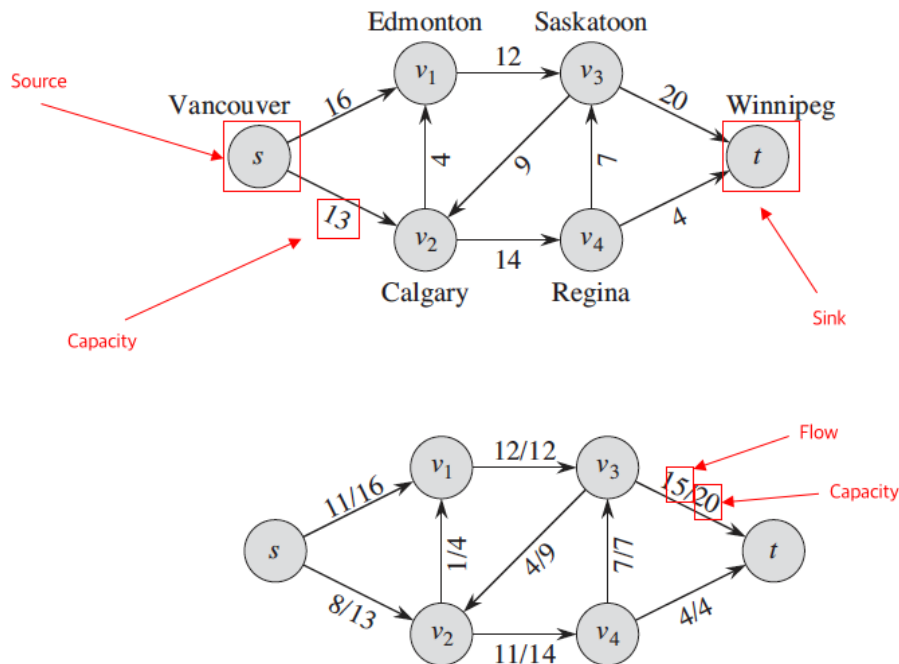 Edmonton
Saskatoon
Source
Vancouver
Winnipeg
v1
12
v3
16
20
s
4
9
7
t
13
4
v2
14
v4
Calgary
Regina
Capacity
Sink
Flow
v1
12/12
v3
11/16
15/20
Capacity
s
1/4
4/9
7/7
t
8/13
4/4
v2
11/14
v4